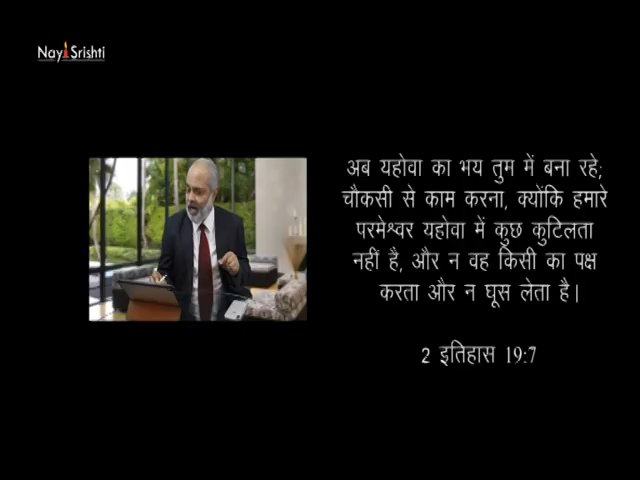 Nayi Srishti
अब यहोवा का भय तुम में बना रहे;
चौकसी से काम करना, क्योंकि हमारे
परमेश्वर यहोवा में कुछ कुटिलता
नहीं है, और न वह किसी का पक्ष
करता और न घूस लेता है।
2 इतिहास 19:7